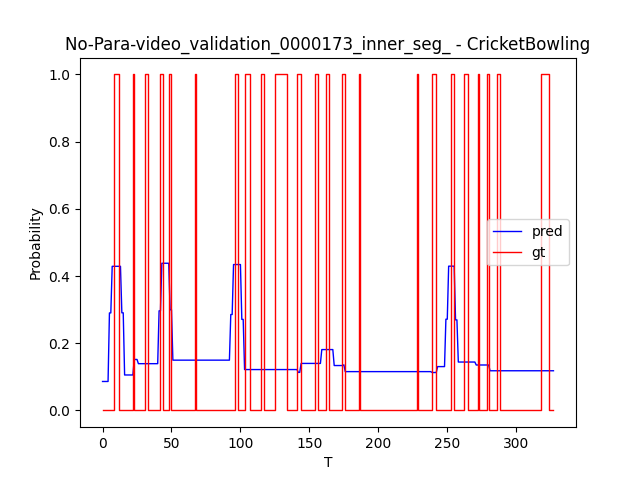 No-Para-video_validation_0000173_inner_seg_ - CricketBowling
1.0
0.8
0.6
0.4
0.2
0.0
Probability
pred
gt
0 50 100 150 200 250 300
T